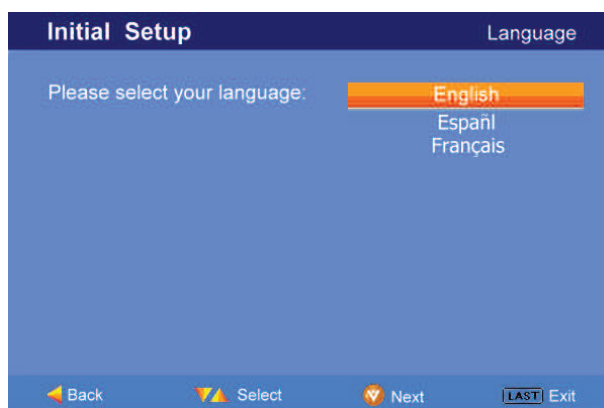 Initial Setup Language
Please select your language: English
Españl
Français
Back Select Next LAST Exit